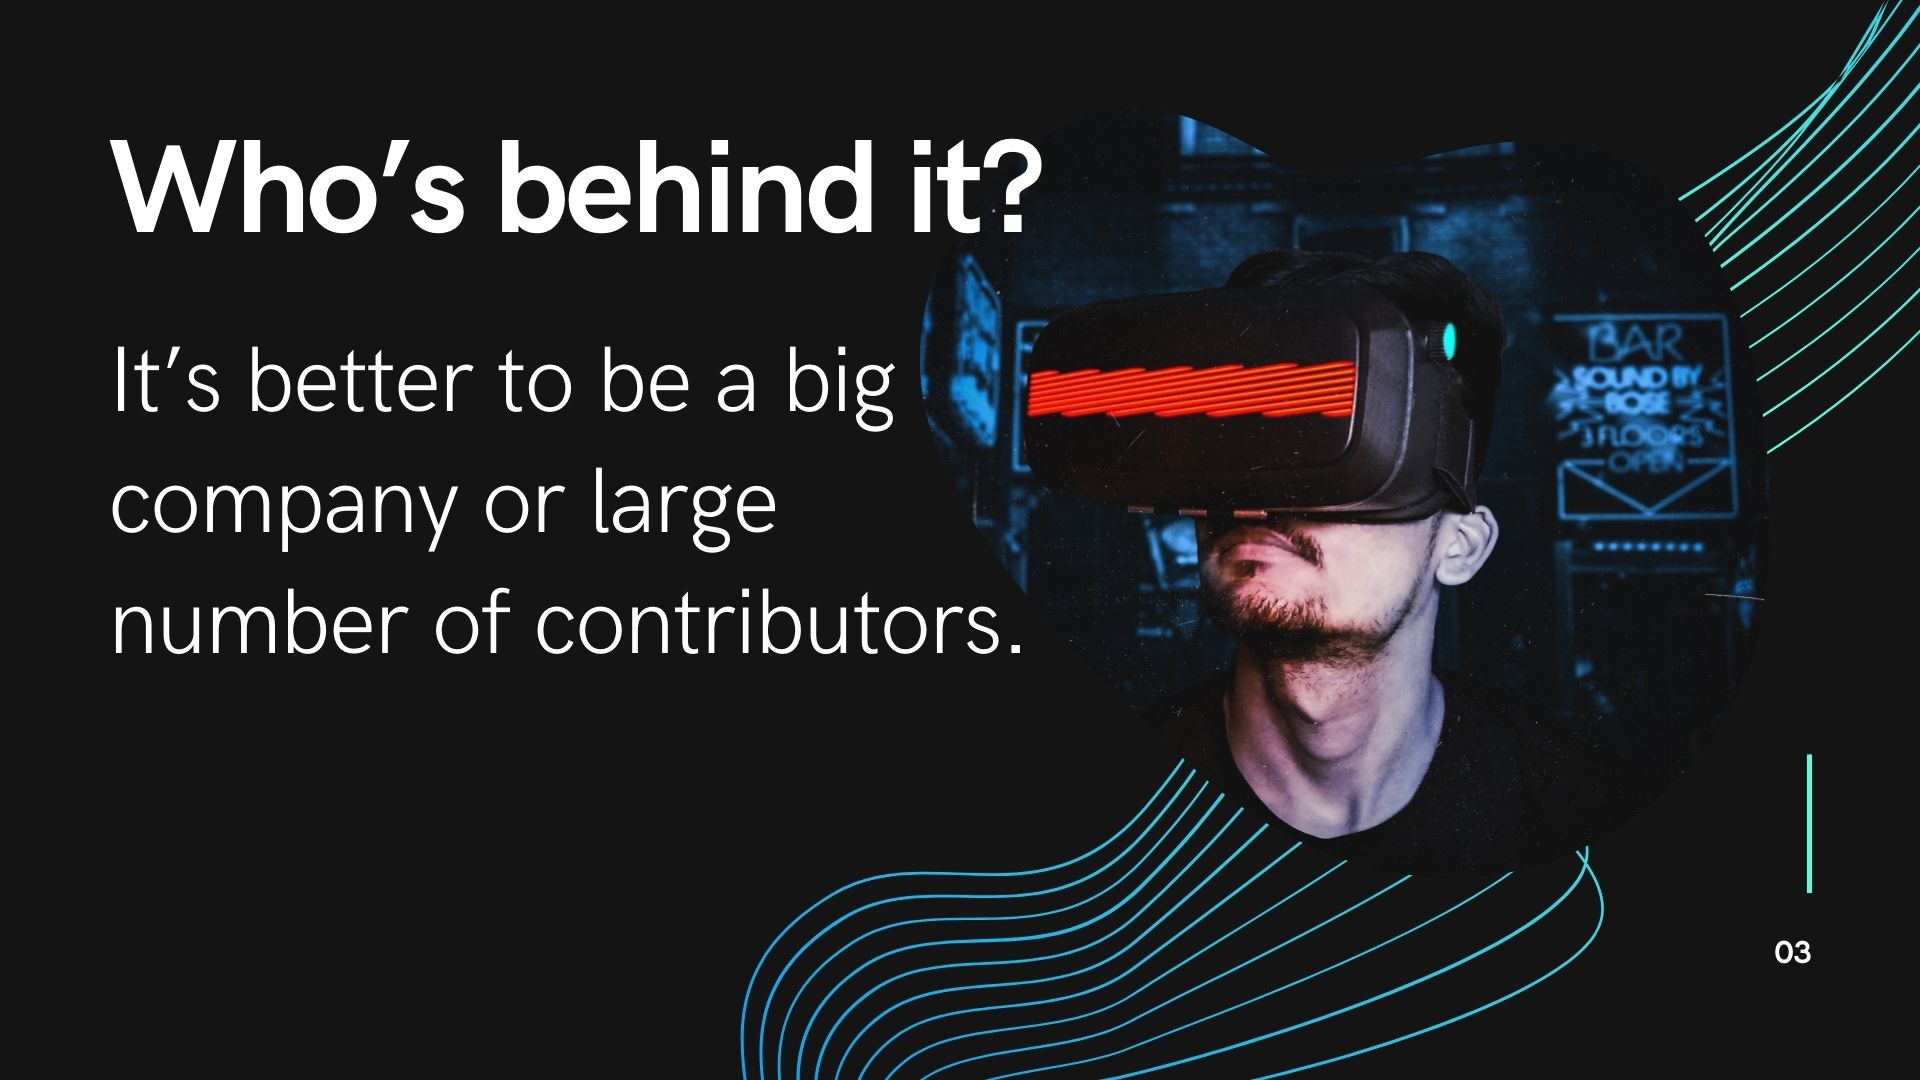 Who’s behind it?
It’s better to be a big
company or large
number of contributors.
BAR
SOUND BY
BOSE
3 FLOORS
OPEN
03